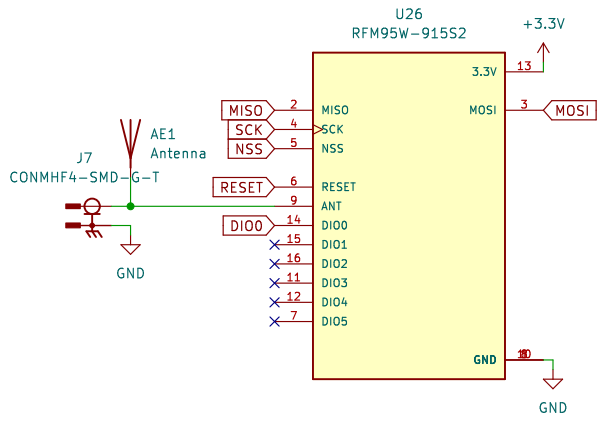 U26
RFM95W-915S2
+3.3V
3.3V 13
MISO 2 MISO
MOSI 3 MOSI
SCK 4 SCK
NSS 5 NSS
AE1
Antenna
J7
CONMHF4-SMD-G-T
RESET 6 RESET
9 ANT
DIO0 14 DIO0
15 DIO1
16 DIO2
11 DIO3
12 DIO4
7 DIO5
GND
GND
GND